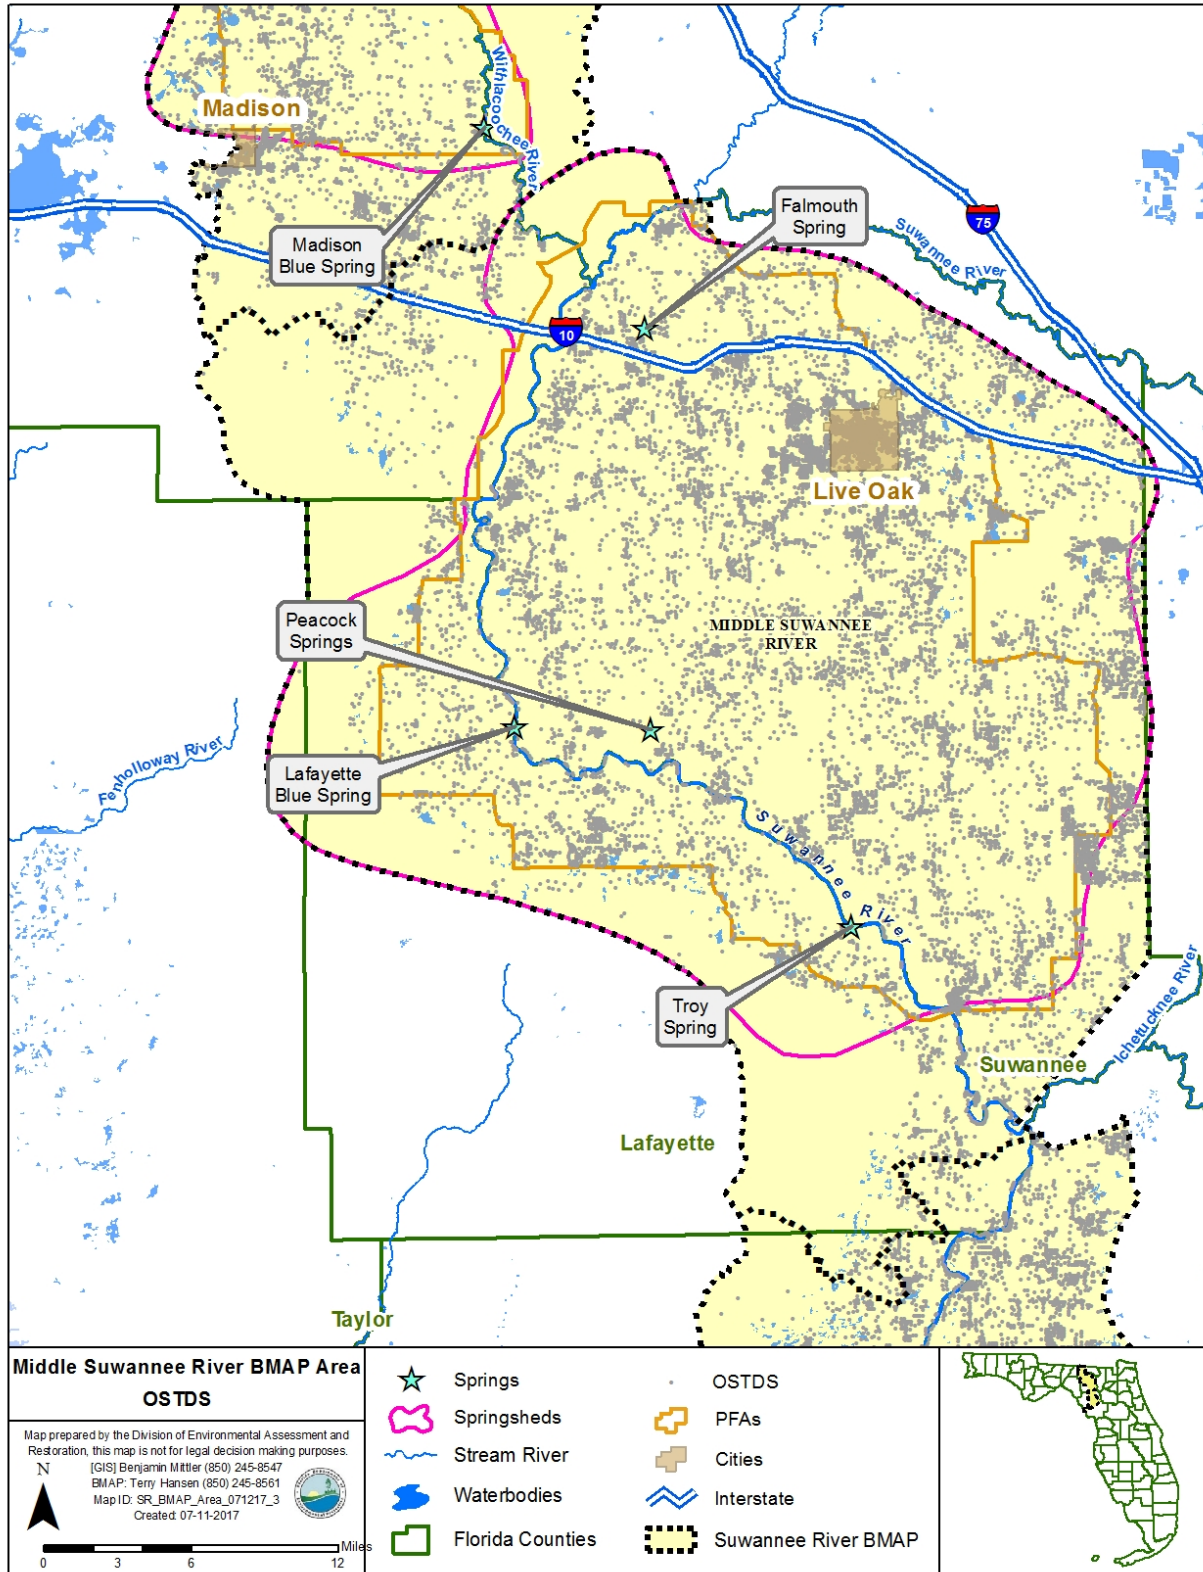 Withlacoochee River
Madison
Madison
Blue Spring
Falmouth
Spring
75
Suwannee River
10
Live Oak
Peacock
Springs
MIDDLE SUWANNEE
RIVER
Fenholloway River
Lafayette
Blue Spring
Suwannee River
Troy
Spring
Ichetucknee River
Suwannee
Lafayette
Taylor
Middle Suwannee River BMAP Area
OSTDS
Map prepared by the Division of Environmental Assessment and
Restoration, this map is not for legal decision making purposes.
[GIS] Benjamin Mittler (850) 245-8547
BMAP: Terry Hansen (850) 245-8561
Map ID: SR_BMAP_Area_071217_3
Created: 07-11-2017
N
Miles
0 3 6 12
Springs
Springsheds
Stream River
Waterbodies
Florida Counties
OSTDS
PFAs
Cities
Interstate
Suwannee River BMAP